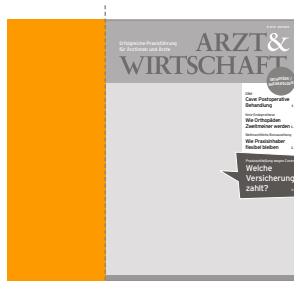 Erfolgreiche Praxisführung
für Ärztinnen und Ärzte
ARZT&
WIRTSCHAFT
Cave: Postoperative
Behandlung
Wie Orthopäden
Zweitmeiner werden
Wie Praxisinhaber
flexibel bleiben
Welche
Versicherung
zahlt?